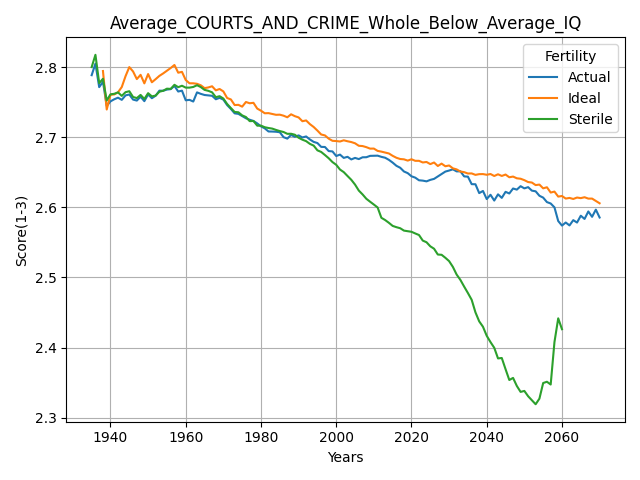 Average_COURTS_AND_CRIME_Whole_Below_Average_IQ
Fertility
Actual
Ideal
Sterile
Score(1-3)
2.8
2.7
2.6
2.5
2.4
2.3
1940 1960 1980 2000 2020 2040 2060
Years